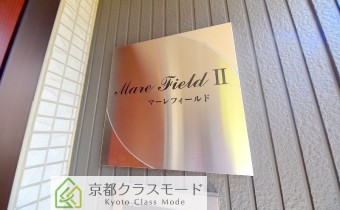 Mare Field II
マーレフィールド
京都クラスモード
Kyoto Class Mode